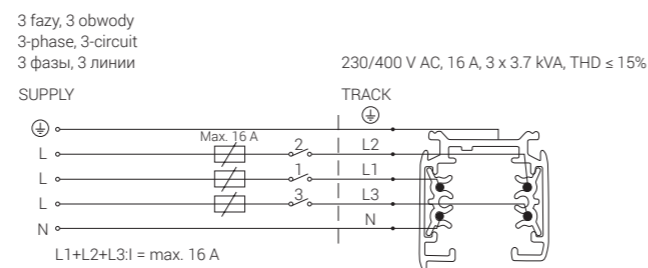 3 fazy, 3 obwody
3-phase, 3-circuit
3 фазы, 3 линии
230/400 V AC, 16 A, 3 x 3.7 kVA, THD ≤ 15%
SUPPLY
TRACK
Max. 16 A
L 2 L2
L 1 L1
L 3 L3
N N
L1+L2+L3:I = max. 16 A